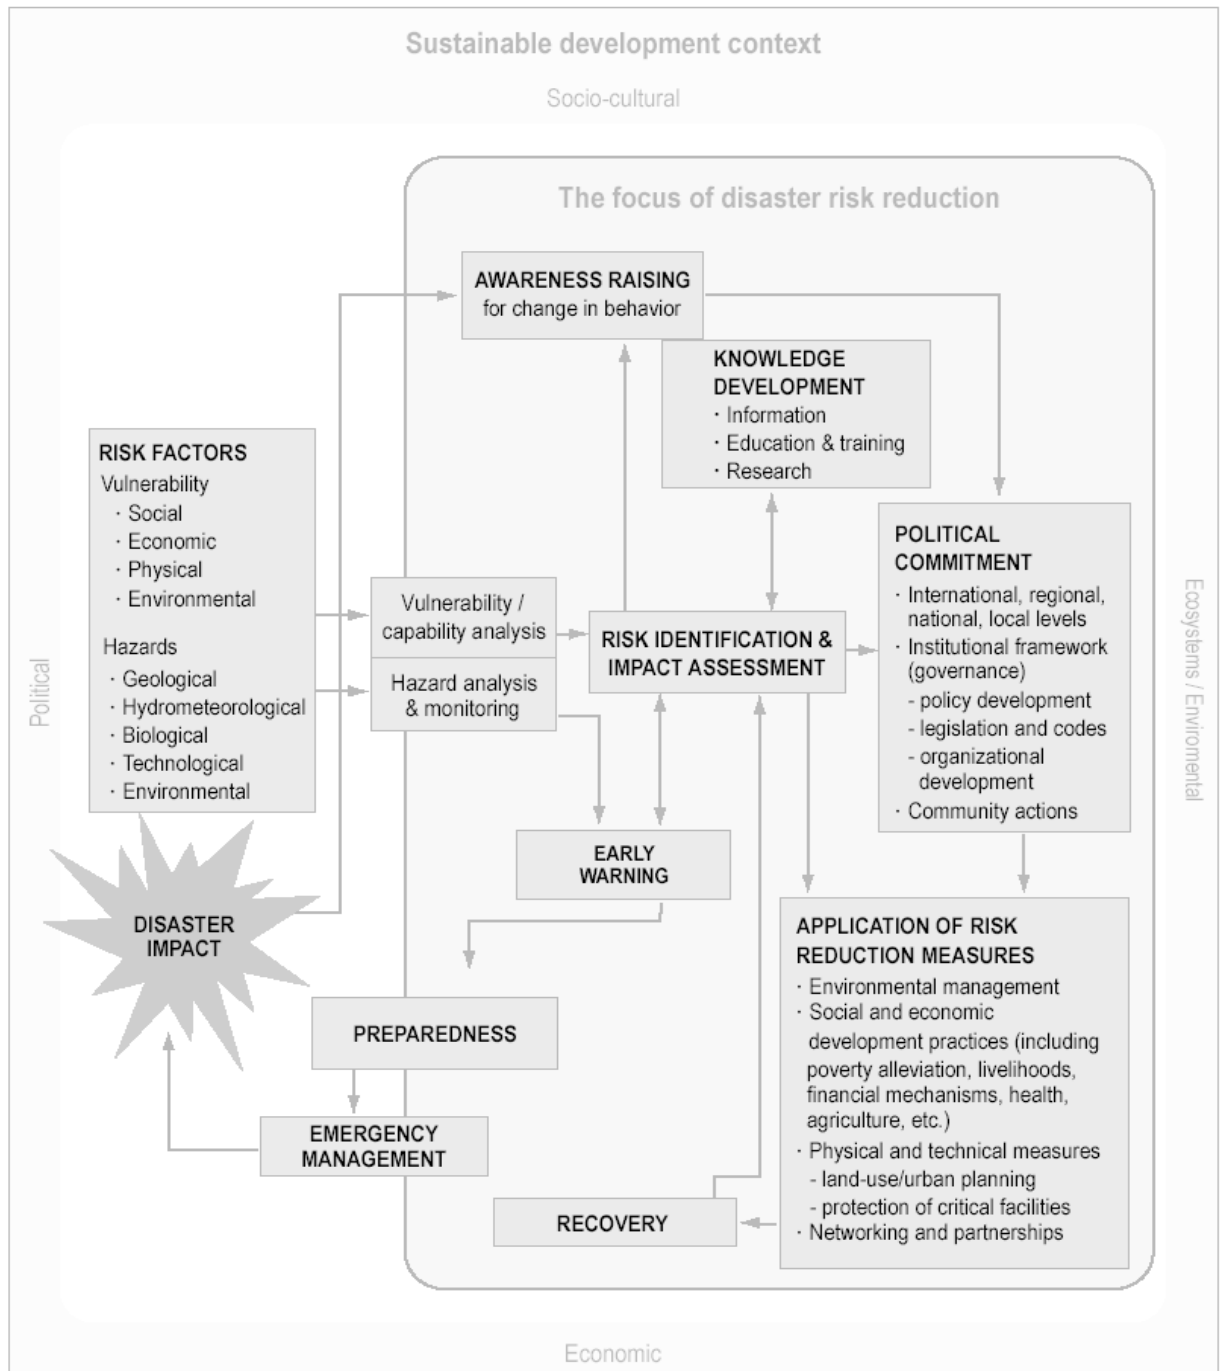 Sustainable development context
Socio-cultural
The focus of disaster risk reduction
AWARENESS RAISING
for change in behavior
KNOWLEDGE
DEVELOPMENT
· Information
· Education & training
· Research
RISK FACTORS
Vulnerability
· Social
· Economic
· Physical
· Environmental
Hazards
· Geological
· Hydrometeorological
· Biological
· Technological
· Environmental
Vulnerability /
capability analysis
Hazard analysis
& monitoring
RISK IDENTIFICATION &
IMPACT ASSESSMENT
POLITICAL
COMMITMENT
· International, regional,
national, local levels
· Institutional framework
(governance)
- policy development
- legislation and codes
- organizational
development
· Community actions
Political
Ecosystems / Enviromental
EARLY
WARNING
DISASTER
IMPACT
PREPAREDNESS
EMERGENCY
MANAGEMENT
RECOVERY
APPLICATION OF RISK
REDUCTION MEASURES
· Environmental management
· Social and economic
development practices (including
poverty alleviation, livelihoods,
financial mechanisms, health,
agriculture, etc.)
· Physical and technical measures
- land-use/urban planning
- protection of critical facilities
· Networking and partnerships
Economic